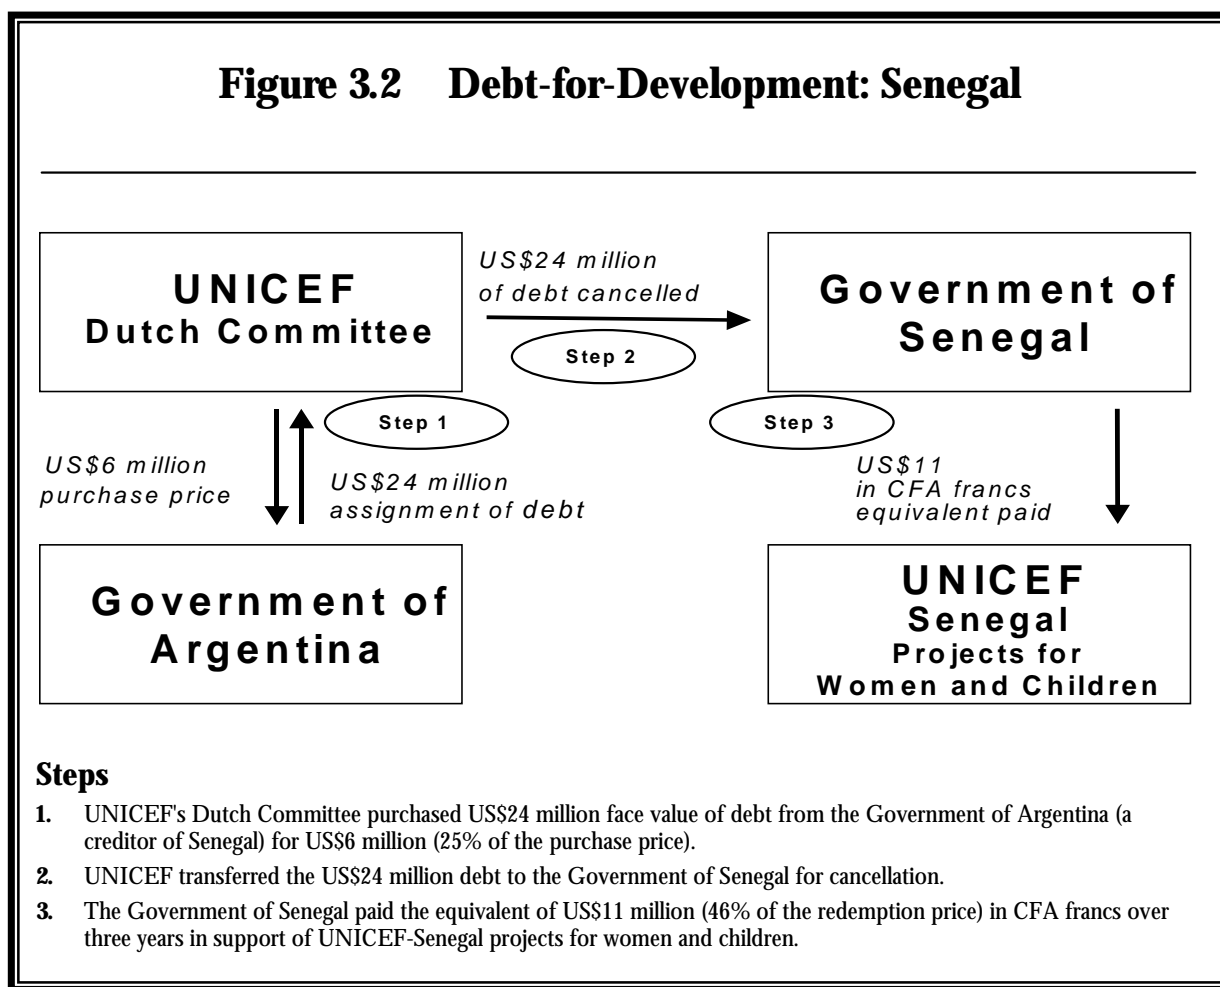 Figure 3.2 Debt-for-Development: Senegal
UNICEF
Dutch Committee
US$24 million
of debt cancelled
Step 2
Government of
Senegal
Step 1
Step 3
US$6 million
purchase price
US$24 million
assignment of debt
US$11
in CFA francs
equivalent paid
Government of
Argentina
UNICEF
Senegal
Projects for
Women and Children
Steps
1. UNICEF's Dutch Committee purchased US$24 million face value of debt from the Government of Argentina (a
creditor of Senegal) for US$6 million (25% of the purchase price).
2. UNICEF transferred the US$24 million debt to the Government of Senegal for cancellation.
3. The Government of Senegal paid the equivalent of US$11 million (46% of the redemption price) in CFA francs over
three years in support of UNICEF-Senegal projects for women and children.